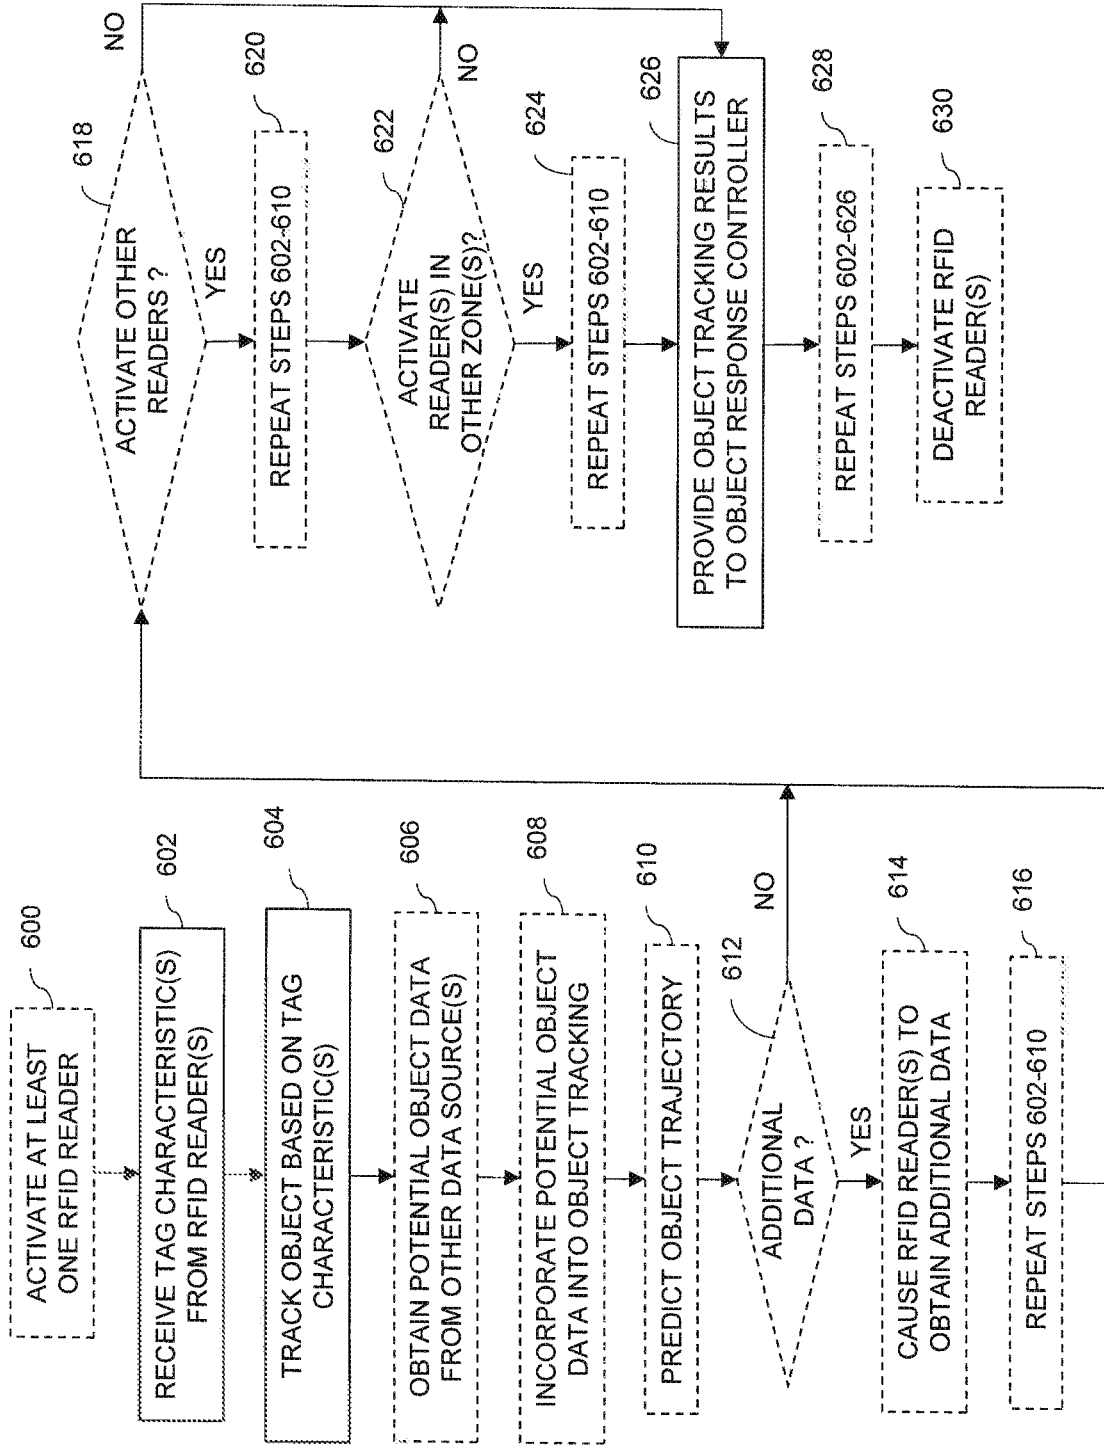 600
ACTIVATE AT LEAST
ONE RFID READER
602
RECEIVE TAG CHARACTERISTIC(S)
FROM RFID READER(S)
604
TRACK OBJECT BASED ON TAG
CHARACTERISTIC(S)
606
OBTAIN POTENTIAL OBJECT DATA
FROM OTHER DATA SOURCE(S)
608
INCORPORATE POTENTIAL OBJECT
DATA INTO OBJECT TRACKING
610
PREDICT OBJECT TRAJECTORY
612
ADDITIONAL
DATA ?
NO
YES
614
CAUSE RFID READER(S) TO
OBTAIN ADDITIONAL DATA
616
REPEAT STEPS 602-610
618
ACTIVATE OTHER
READERS ?
NO
YES
620
REPEAT STEPS 602-610
622
ACTIVATE
READER(S) IN
OTHER ZONE(S)?
NO
YES
624
REPEAT STEPS 602-610
626
PROVIDE OBJECT TRACKING RESULTS
TO OBJECT RESPONSE CONTROLLER
628
REPEAT STEPS 602-626
630
DEACTIVATE RFID
READER(S)